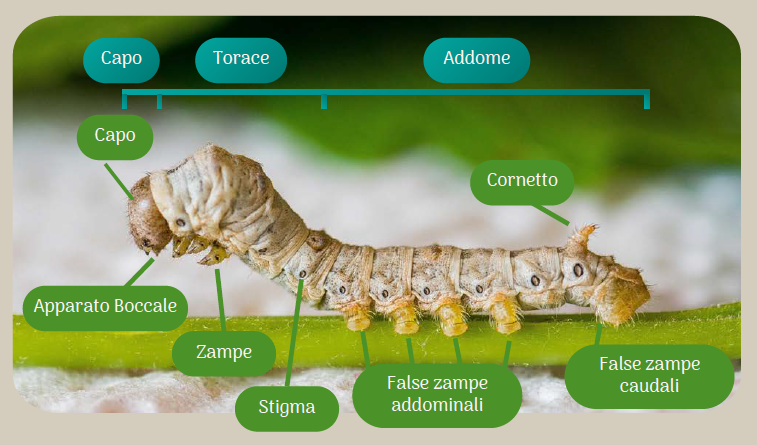 Capo
Torace
Addome
Capo
Cornetto
Apparato Boccale
Zampe
False zampe
caudali
False zampe
addominali
Stigma